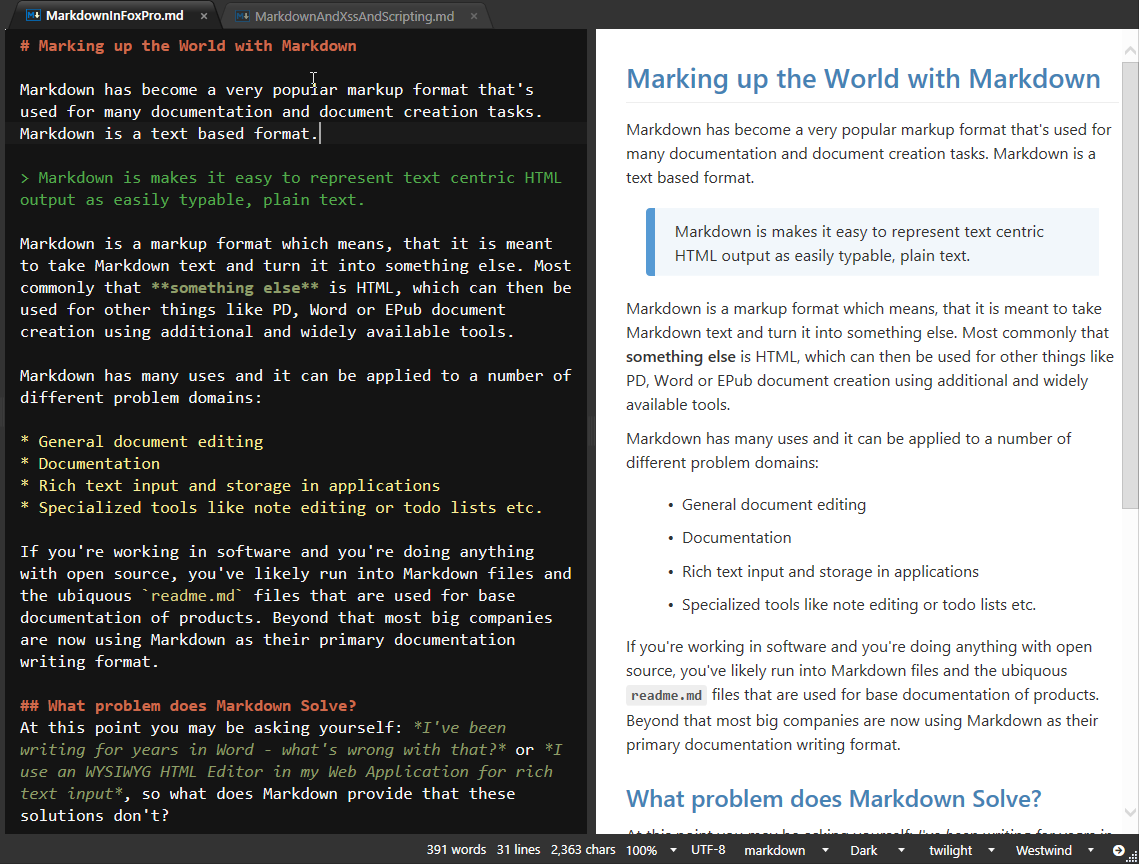 MarkdownInFoxPro.md × MarkdownAndXssAndScripting.md ×
# Marking up the World with Markdown
Markdown has become a very popular markup format that's
used for many documentation and document creation tasks.
Markdown is a text based format.
> Markdown is makes it easy to represent text centric HTML
output as easily typable, plain text.
Markdown is a markup format which means, that it is meant
to take Markdown text and turn it into something else. Most
commonly that **something else** is HTML, which can then be
used for other things like PD, Word or EPub document
creation using additional and widely available tools.
Markdown has many uses and it can be applied to a number of
different problem domains:
* General document editing
* Documentation
* Rich text input and storage in applications
* Specialized tools like note editing or todo lists etc.
If you're working in software and you're doing anything
with open source, you've likely run into Markdown files and
the ubiquous `readme.md` files that are used for base
documentation of products. Beyond that most big companies
are now using Markdown as their primary documentation
writing format.
## What problem does Markdown Solve?
At this point you may be asking yourself: *I've been
writing for years in Word - what's wrong with that?* or *I
use an WYSIWYG HTML Editor in my Web Application for rich
text input*, so what does Markdown provide that these
solutions don't?
Marking up the World with Markdown
Markdown has become a very popular markup format that's used for
many documentation and document creation tasks. Markdown is a
text based format.
Markdown is makes it easy to represent text centric
HTML output as easily typable, plain text.
Markdown is a markup format which means, that it is meant to take
Markdown text and turn it into something else. Most commonly that
something else is HTML, which can then be used for other things like
PD, Word or EPub document creation using additional and widely
available tools.
Markdown has many uses and it can be applied to a number of
different problem domains:
• General document editing
• Documentation
• Rich text input and storage in applications
• Specialized tools like note editing or todo lists etc.
If you're working in software and you're doing anything with open
source, you've likely run into Markdown files and the ubiquous
readme.md files that are used for base documentation of products.
Beyond that most big companies are now using Markdown as their
primary documentation writing format.
What problem does Markdown Solve?
At this point you may be asking yourself: I've been writing for years in
391 words 31 lines 2,363 chars 100% UTF-8 markdown Dark twilight Westwind